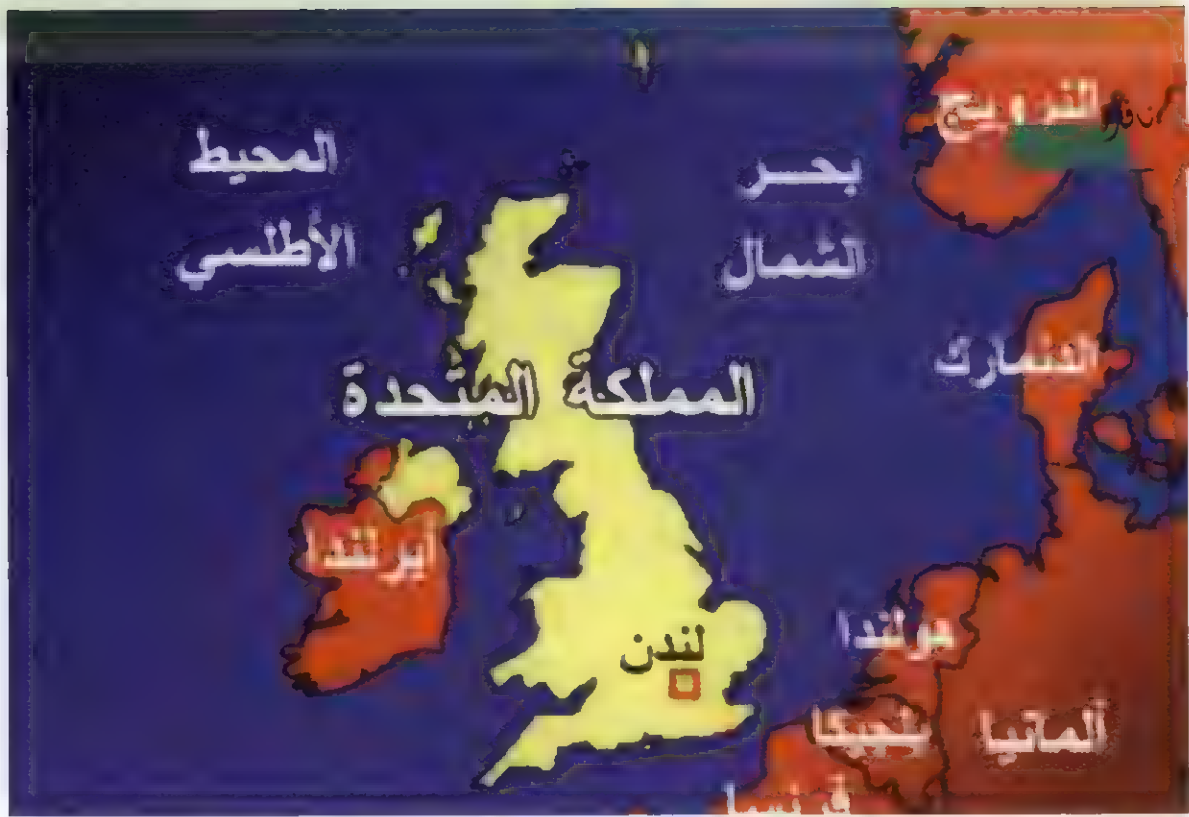 النرويج
المحيط
الأطلسي
بحر
الشمال
الدنمارك
المملكة المتحدة
أيرلندا
هولندا
لندن
ألمانيا
بلجيكا
فرنسا